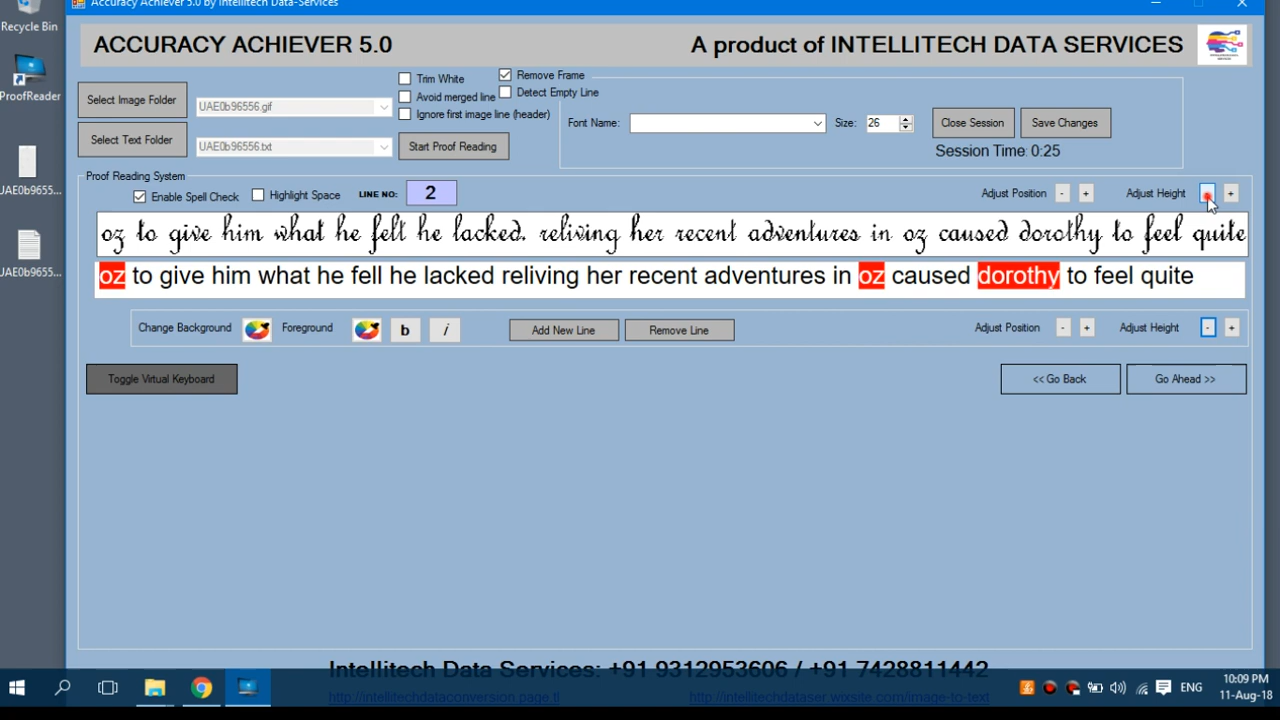 Recycle Bin
Accuracy Achiever 5.0 by Intellitech Data-Services
ACCURACY ACHIEVER 5.0
A product of INTELLITECH DATA SERVICES
ProofReader
Select Image Folder
UAE0b96556.gif
Trim White
Remove Frame
Avoid merged line
Detect Empty Line
Ignore first image line (header)
Font Name:
Size: 26
Close Session
Save Changes
Select Text Folder
UAE0b96556.txt
Start Proof Reading
Session Time: 0:25
Proof Reading System
UAE0b9655...
Enable Spell Check
Highlight Space
LINE NO: 2
Adjust Position - +
Adjust Height +
oz to give him what he felt he lacked. reliving her recent adventures in oz caused dorothy to feel quite
oz to give him what he fell he lacked reliving her recent adventures in oz caused dorothy to feel quite
UAE0b9655...
Change Background
Foreground
b
i
Add New Line
Remove Line
Adjust Position - +
Adjust Height - +
Toggle Virtual Keyboard
<< Go Back
Go Ahead >>
Intellitech Data Services: +91 9312953606 / +91 7428811442
http://intellitechdataconversion.page.tl
http://intellitechdataser.wixsite.com/image-to-text
ENG
10:09 PM
11-Aug-18